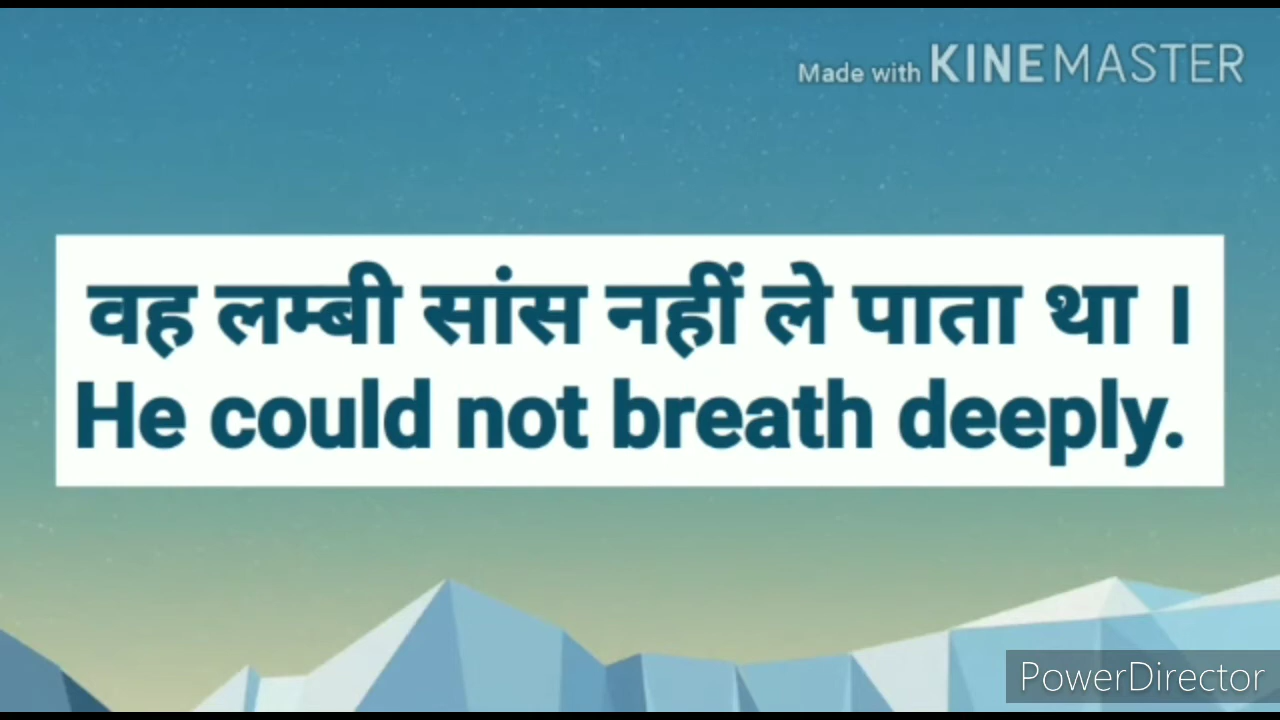 Made with KINEMASTER
वह लम्बी सांस नहीं ले पाता था ।
He could not breath deeply.
PowerDirector